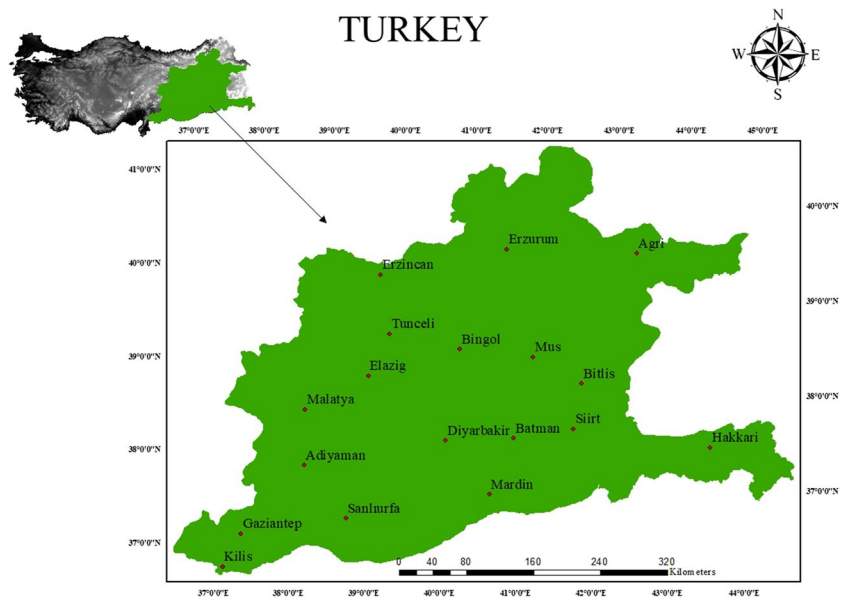 TURKEY
N
W E
S
37°0'0"E 38°0'0"E 39°0'0"E 40°0'0"E 41°0'0"E 42°0'0"E 43°0'0"E 44°0'0"E 45°0'0"E
41°0'0"N
40°0'0"N
Erzurum
Agri
Erzincan
40°0'0"N
39°0'0"N
Tunceli
Bingol
Mus
39°0'0"N
Elazig
Bitlis
38°0'0"N
Malatya
Siirt
Diyarbakir
Batman
Hakkari
38°0'0"N
Adiyaman
Mardin
37°0'0"N
Sanlıurfa
Gaziantep
37°0'0"N
Kilis
0 40 80 160 240 320
Kilometers
37°0'0"E 38°0'0"E 39°0'0"E 40°0'0"E 41°0'0"E 42°0'0"E 43°0'0"E 44°0'0"E